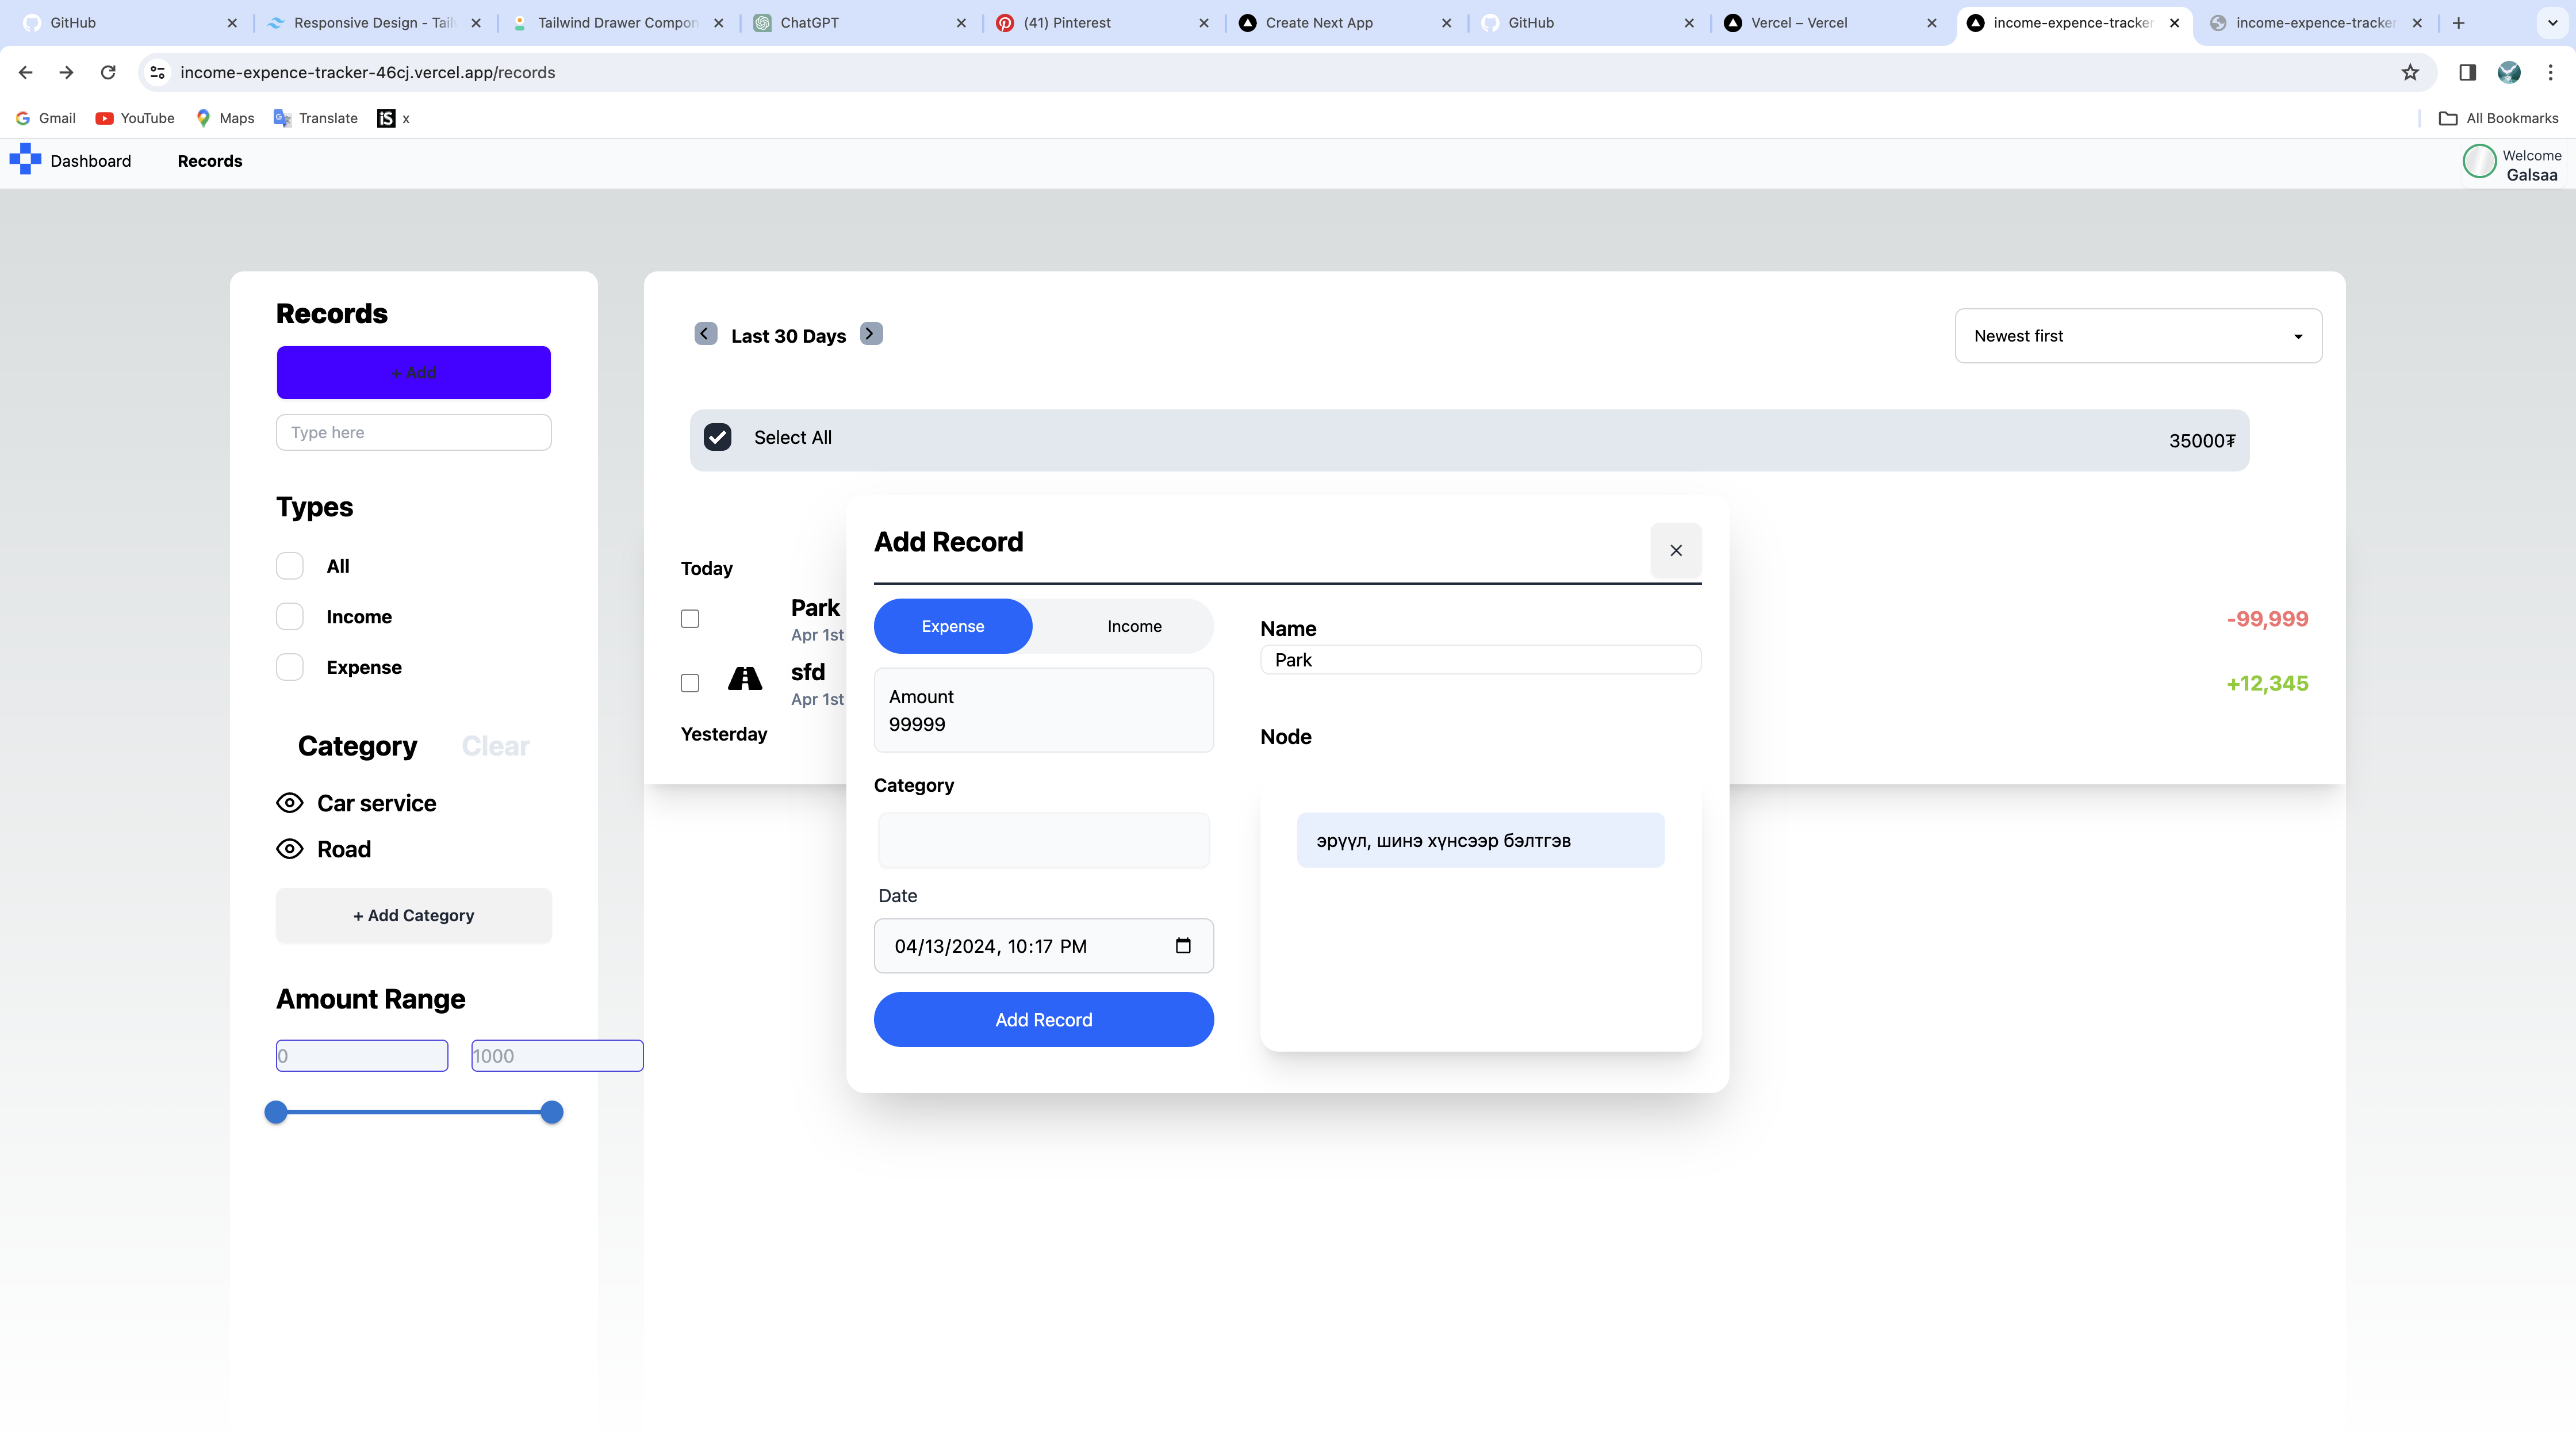 GitHub
Responsive Design - Tail
Tailwind Drawer Compon
ChatGPT
(41) Pinterest
Create Next App
GitHub
Vercel – Vercel
income-expence-tracker
income-expence-tracker
income-expence-tracker-46cj.vercel.app/records
Gmail
YouTube
Maps
Translate
iS
x
All Bookmarks
Dashboard
Records
Welcome
Galsaa
Records
+ Add
Type here
Types
All
Income
Expense
Category
Clear
Car service
Road
+ Add Category
Amount Range
0
1000
Last 30 Days
Newest first
Select All
35000₮
Today
Park
Apr 1st
-99,999
sfd
Apr 1st
+12,345
Yesterday
Add Record
Expense
Income
Amount
99999
Category
Date
04/13/2024, 10:17 PM
Add Record
Name
Park
Node
эрүүл, шинэ хүнсээр бэлтгэв